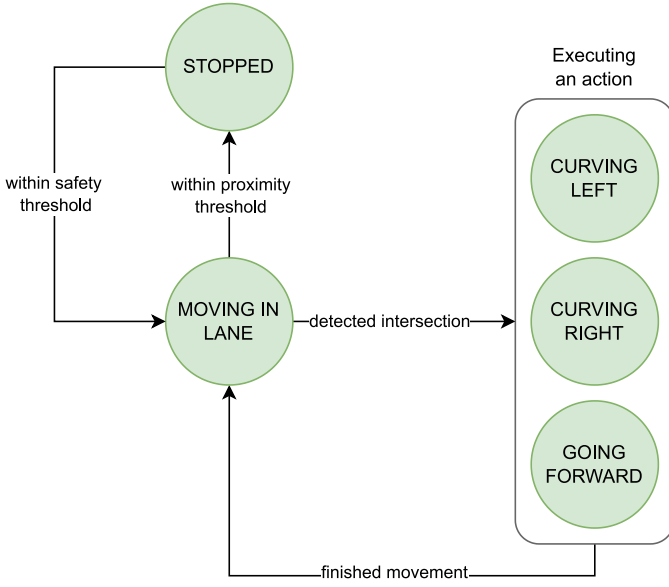 STOPPED
Executing
an action
CURVING
LEFT
within safety
threshold
within proximity
threshold
MOVING IN
LANE
detected intersection
CURVING
RIGHT
GOING
FORWARD
finished movement